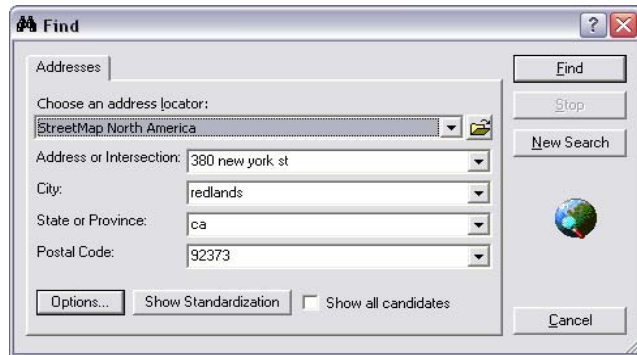 Find
Addresses
Find
Choose an address locator:
Stop
StreetMap North America
New Search
Address or Intersection: 380 new york st
City: redlands
State or Province: ca
Postal Code: 92373
Options... Show Standardization Show all candidates
Cancel